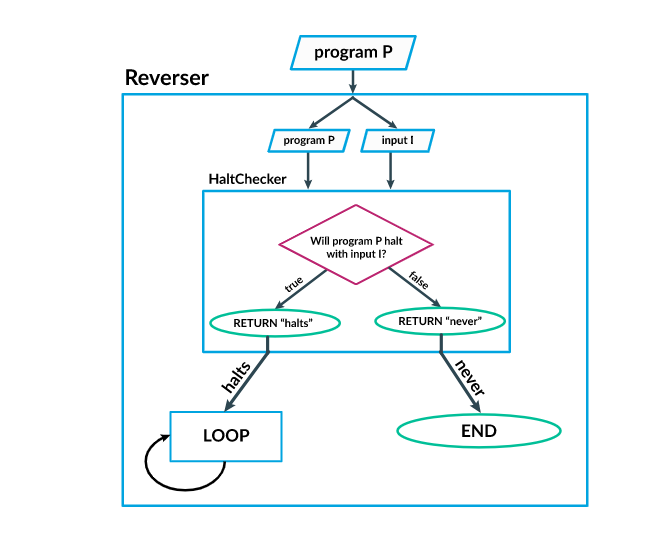 program P
Reverser
program P
input I
HaltChecker
Will program P halt
with input I?
true
false
RETURN “halts”
RETURN “never”
halts
never
LOOP
END